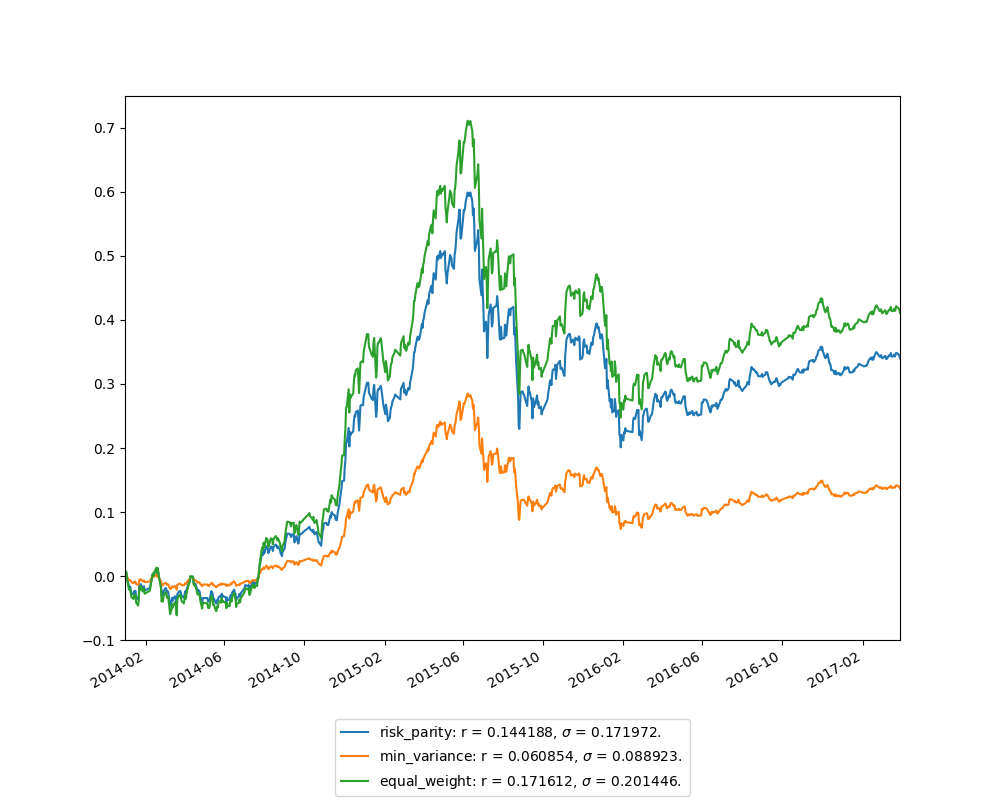 0.7
0.6
0.5
0.4
0.3
0.2
0.1
0.0
−0.1
2014-02 2014-06 2014-10 2015-02 2015-06 2015-10 2016-02 2016-06 2016-10 2017-02
risk_parity: r = 0.144188, σ = 0.171972.
min_variance: r = 0.060854, σ = 0.088923.
equal_weight: r = 0.171612, σ = 0.201446.